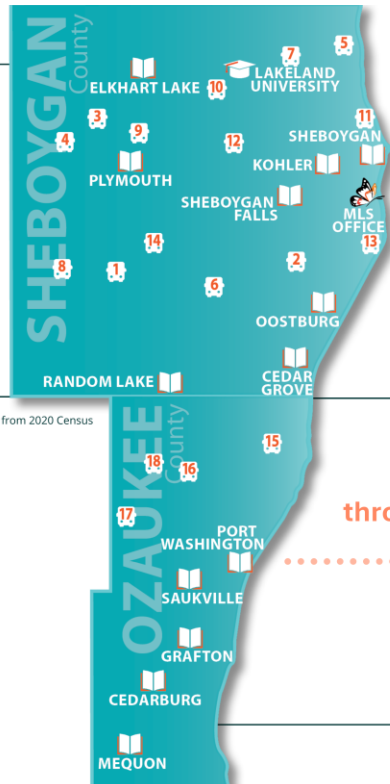 SHEBOYGAN
County
5
7
ELKHART LAKE
LAKELAND
UNIVERSITY
10
3
11
9
4
12
SHEBOYGAN
KOHLER
PLYMOUTH
SHEBOYGAN
FALLS
MLS
OFFICE
14
13
8
1
2
6
OOSTBURG
RANDOM LAKE
CEDAR
GROVE
from 2020 Census
OZAUKEE
County
15
18
16
17
thro
PORT
WASHINGTON
SAUKVILLE
GRAFTON
CEDARBURG
MEQUON